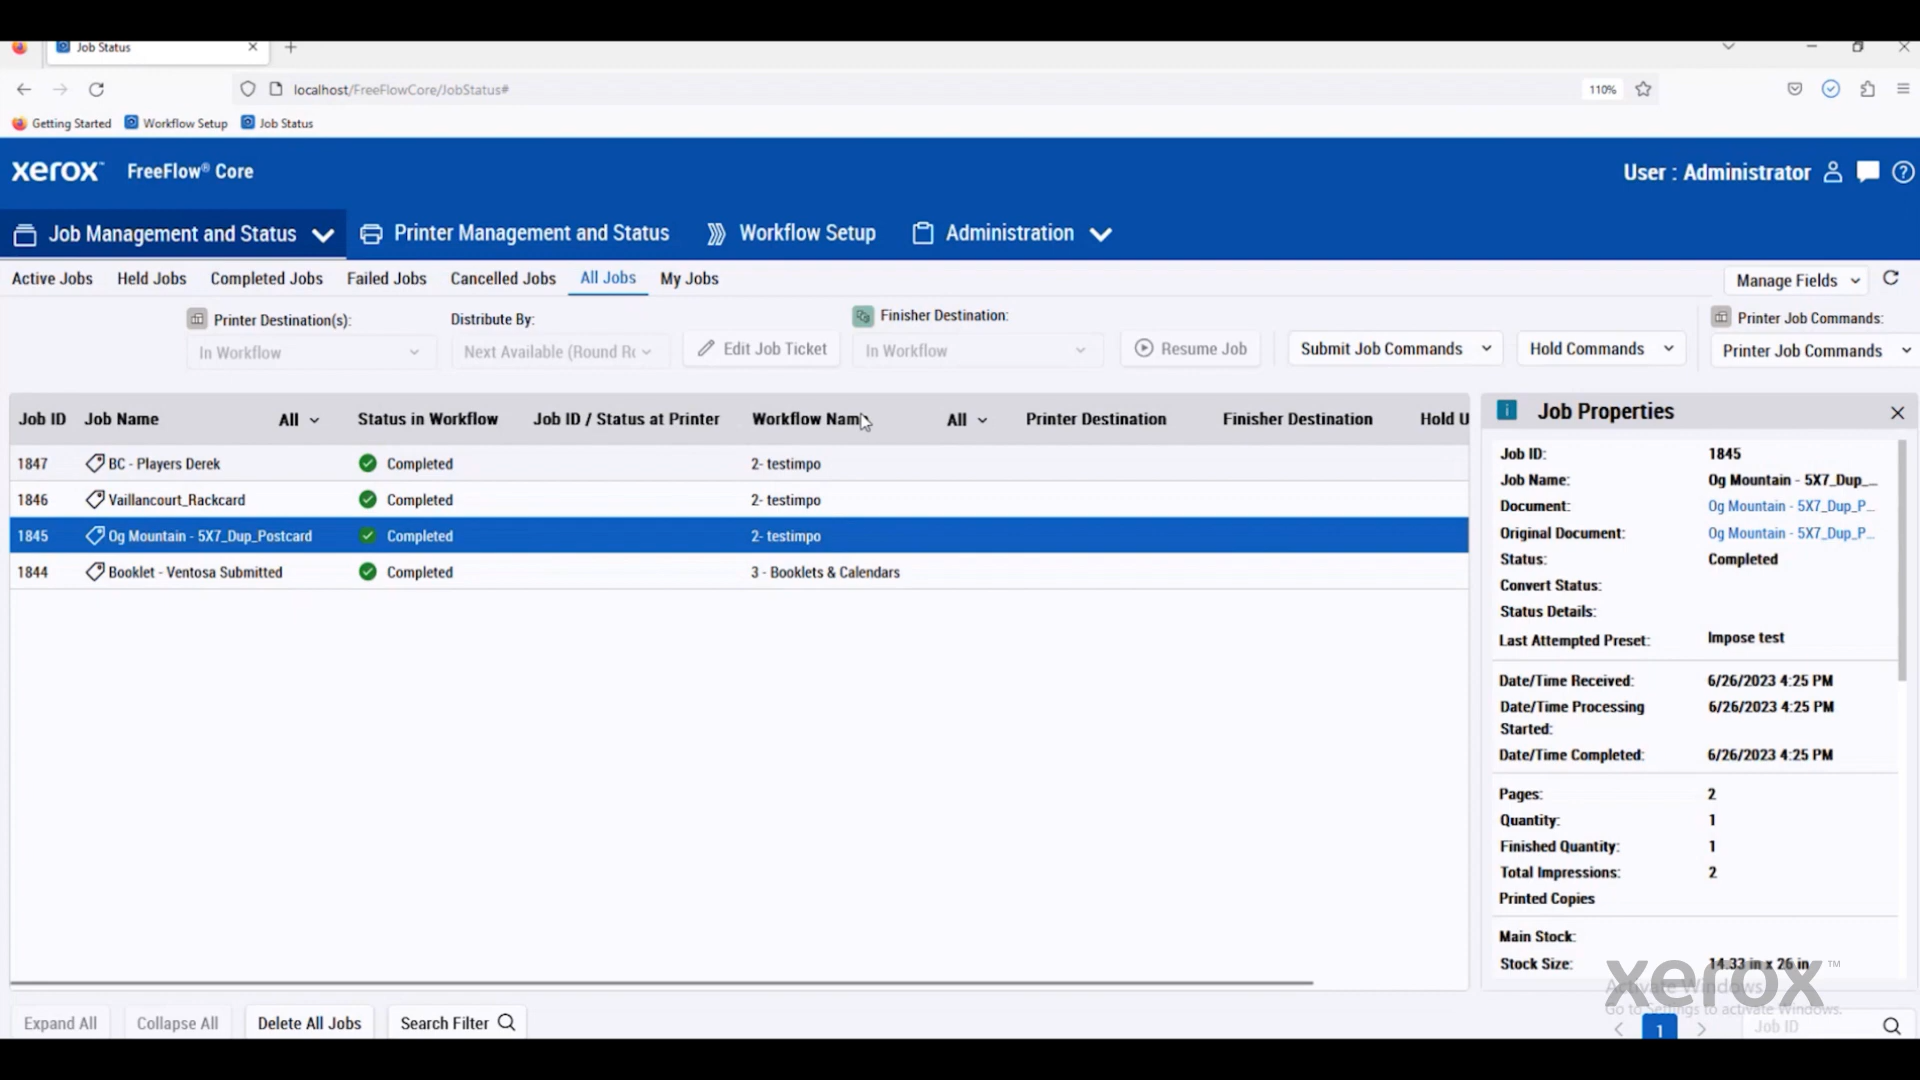 Job Status
localhost/FreeFlowCore/JobStatus#
110%
Getting Started Workflow Setup Job Status
xerox™ FreeFlow® Core
User : Administrator
Job Management and Status Printer Management and Status Workflow Setup Administration
Active Jobs Held Jobs Completed Jobs Failed Jobs Cancelled Jobs All Jobs My Jobs Manage Fields
Printer Destination(s): Distribute By: Finisher Destination: Printer Job Commands:
In Workflow Next Available (Round Ro Edit Job Ticket In Workflow Resume Job Submit Job Commands Hold Commands Printer Job Commands
Job ID Job Name All Status in Workflow Job ID / Status at Printer Workflow Name All Printer Destination Finisher Destination Hold U
1847 BC - Players Derek Completed 2- testimpo
1846 Vaillancourt_Rackcard Completed 2- testimpo
1845 Og Mountain - 5X7_Dup_Postcard Completed 2- testimpo
1844 Booklet - Ventosa Submitted Completed 3 - Booklets & Calendars
Job Properties
Job ID: 1845
Job Name: Og Mountain - 5X7_Dup_...
Document: Og Mountain - 5X7_Dup_P...
Original Document: Og Mountain - 5X7_Dup_P...
Status: Completed
Convert Status:
Status Details:
Last Attempted Preset: Impose test
Date/Time Received: 6/26/2023 4:25 PM
Date/Time Processing 6/26/2023 4:25 PM
Started:
Date/Time Completed: 6/26/2023 4:25 PM
Pages: 2
Quantity: 1
Finished Quantity: 1
Total Impressions: 2
Printed Copies
Main Stock:
Stock Size: 14.33 in x 26 in
xerox™
Activate Windows
Go to Settings to activate Windows.
Expand All Collapse All Delete All Jobs Search Filter
1 Job ID